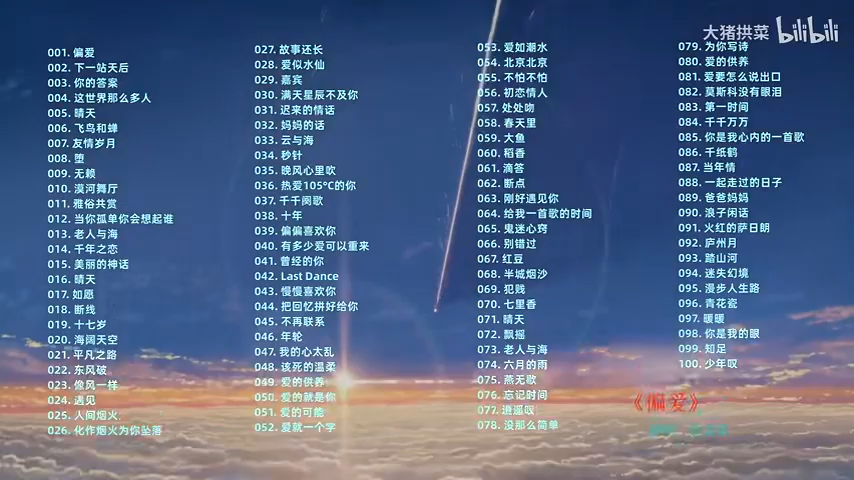 大猪拱菜 bilibili
001. 偏爱
002. 下一站天后
003. 你的答案
004. 这世界那么多人
005. 晴天
006. 飞鸟和蝉
007. 友情岁月
008. 堕
009. 无赖
010. 漠河舞厅
011. 雅俗共赏
012. 当你孤单你会想起谁
013. 老人与海
014. 千年之恋
015. 美丽的神话
016. 晴天
017. 如愿
018. 断线
019. 十七岁
020. 海阔天空
021. 平凡之路
022. 东风破
023. 像风一样
024. 遇见
025. 人间烟火
026. 化作烟火为你坠落
027. 故事还长
028. 爱似水仙
029. 嘉宾
030. 满天星辰不及你
031. 迟来的情话
032. 妈妈的话
033. 云与海
034. 秒针
035. 晚风心里吹
036. 热爱105°C的你
037. 千千阕歌
038. 十年
039. 偏偏喜欢你
040. 有多少爱可以重来
041. 曾经的你
042. Last Dance
043. 慢慢喜欢你
044. 把回忆拼好给你
045. 不再联系
046. 年轮
047. 我的心太乱
048. 该死的温柔
049. 爱的供养
050. 爱的就是你
051. 爱的可能
052. 爱就一个字
053. 爱如潮水
054. 北京北京
055. 不怕不怕
056. 初恋情人
057. 处处吻
058. 春天里
059. 大鱼
060. 稻香
061. 滴答
062. 断点
063. 刚好遇见你
064. 给我一首歌的时间
065. 鬼迷心窍
066. 别错过
067. 红豆
068. 半城烟沙
069. 犯贱
070. 七里香
071. 晴天
072. 飘摇
073. 老人与海
074. 六月的雨
075. 燕无歇
076. 忘记时间
077. 逍遥叹
078. 没那么简单
079. 为你写诗
080. 爱的供养
081. 爱要怎么说出口
082. 莫斯科没有眼泪
083. 第一时间
084. 千千万万
085. 你是我心内的一首歌
086. 千纸鹤
087. 当年情
088. 一起走过的日子
089. 爸爸妈妈
090. 浪子闲话
091. 火红的萨日朗
092. 庐州月
093. 踏山河
094. 迷失幻境
095. 漫步人生路
096. 青花瓷
097. 暖暖
098. 你是我的眼
099. 知足
100. 少年叹
《偏爱》